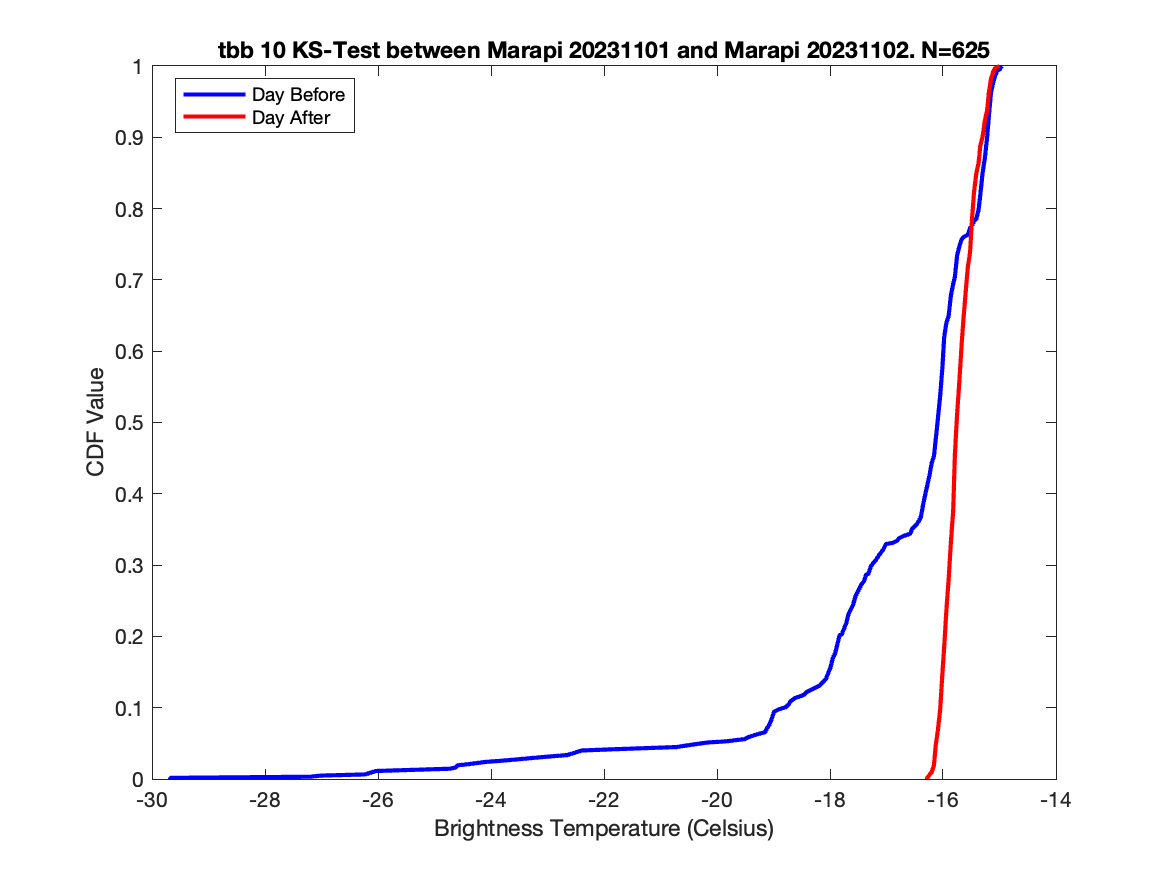 tbb 10 KS-Test between Marapi 20231101 and Marapi 20231102. N=625
Day Before
Day After
CDF Value
1
0.9
0.8
0.7
0.6
0.5
0.4
0.3
0.2
0.1
0
-30 -28 -26 -24 -22 -20 -18 -16 -14
Brightness Temperature (Celsius)